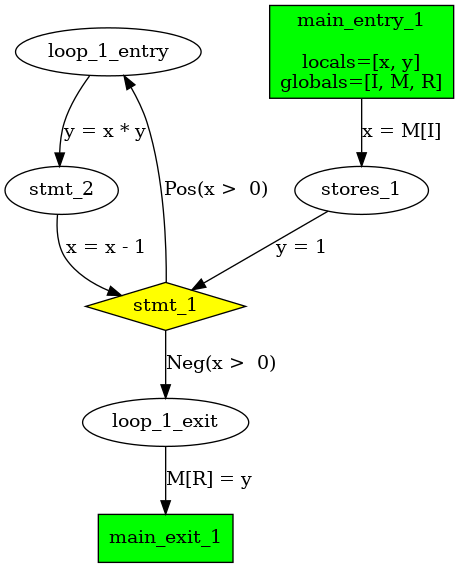 main_entry_1
locals=[x, y]
globals=[I, M, R]
loop_1_entry
y = x * y
x = M[I]
stmt_2
Pos(x >  0)
stores_1
x = x - 1
y = 1
stmt_1
Neg(x >  0)
loop_1_exit
M[R] = y
main_exit_1